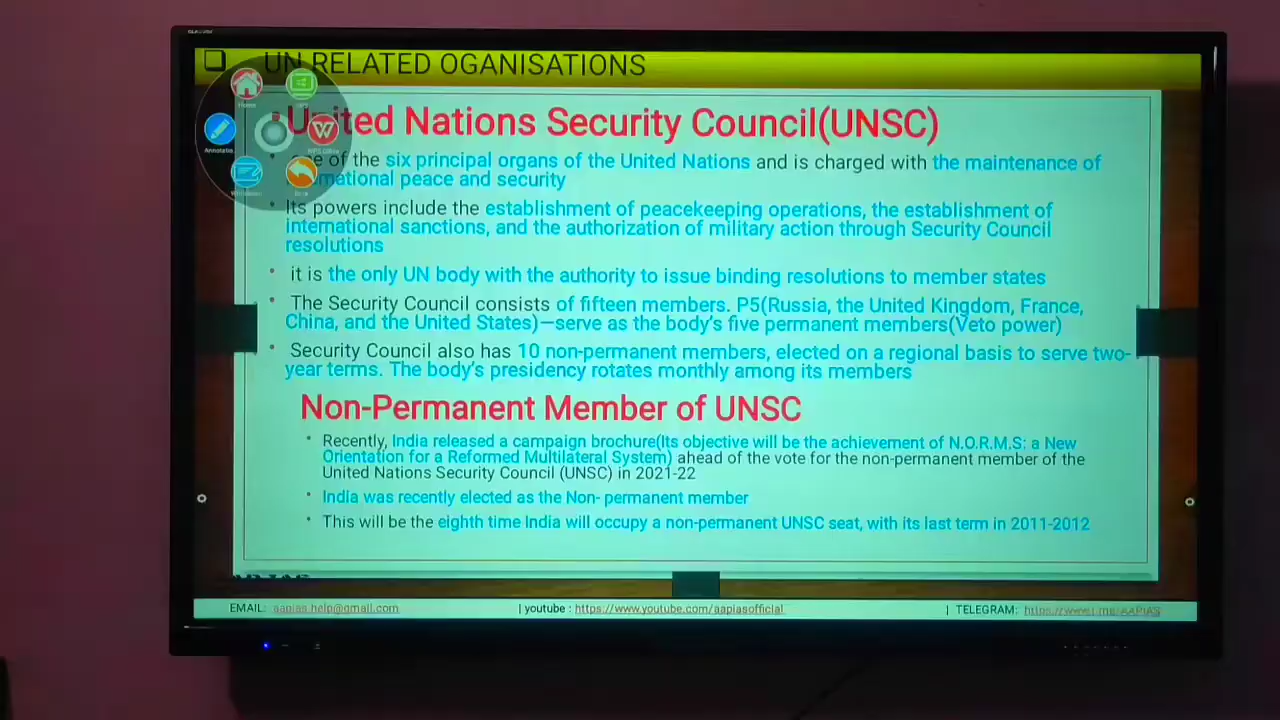 UN RELATED OGANISATIONS
Home
Annotate
United Nations Security Council(UNSC)
of the six principal organs of the United Nations and is charged with the maintenance of
international peace and security
Its powers include the establishment of peacekeeping operations, the establishment of
international sanctions, and the authorization of military action through Security Council
resolutions
it is the only UN body with the authority to issue binding resolutions to member states
The Security Council consists of fifteen members. P5(Russia, the United Kingdom, France,
China, and the United States)—serve as the body's five permanent members(Veto power)
Security Council also has 10 non-permanent members, elected on a regional basis to serve two-
year terms. The body's presidency rotates monthly among its members
Non-Permanent Member of UNSC
Recently, India released a campaign brochure(Its objective will be the achievement of N.O.R.M.S: a New
Orientation for a Reformed Multilateral System) ahead of the vote for the non-permanent member of the
United Nations Security Council (UNSC) in 2021-22
India was recently elected as the Non- permanent member
This will be the eighth time India will occupy a non-permanent UNSC seat, with its last term in 2011-2012
EMAIL: aapias.help@gmail.com | youtube : https://www.youtube.com/aapiasofficial | TELEGRAM: https://www.t.me/AAPIAS